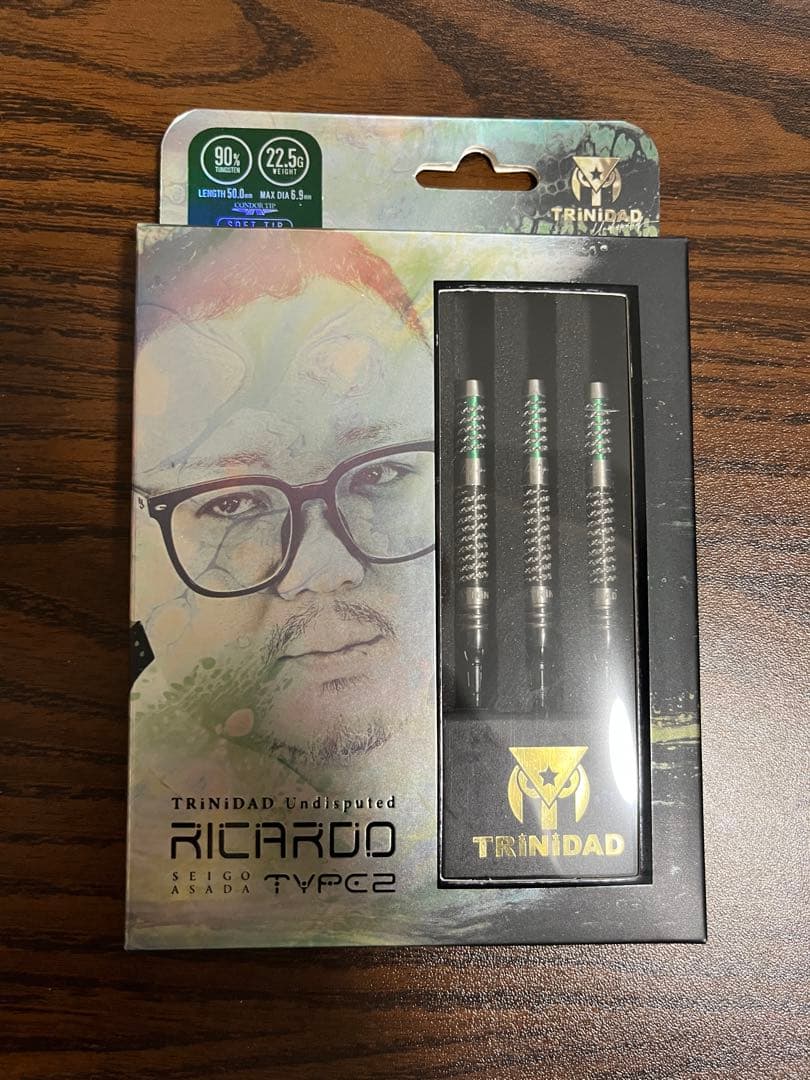 90%
TUNGSTEN
22.5G
WEIGHT
LENGTH 50.0mm MAX DIA 6.9mm
CONDOR TIP
SOFT TIP
TRiNiDAD
TRiNiDAD Undisputed
RICARDO
SEIGO
ASADA
TYPE2
TRiNiDAD